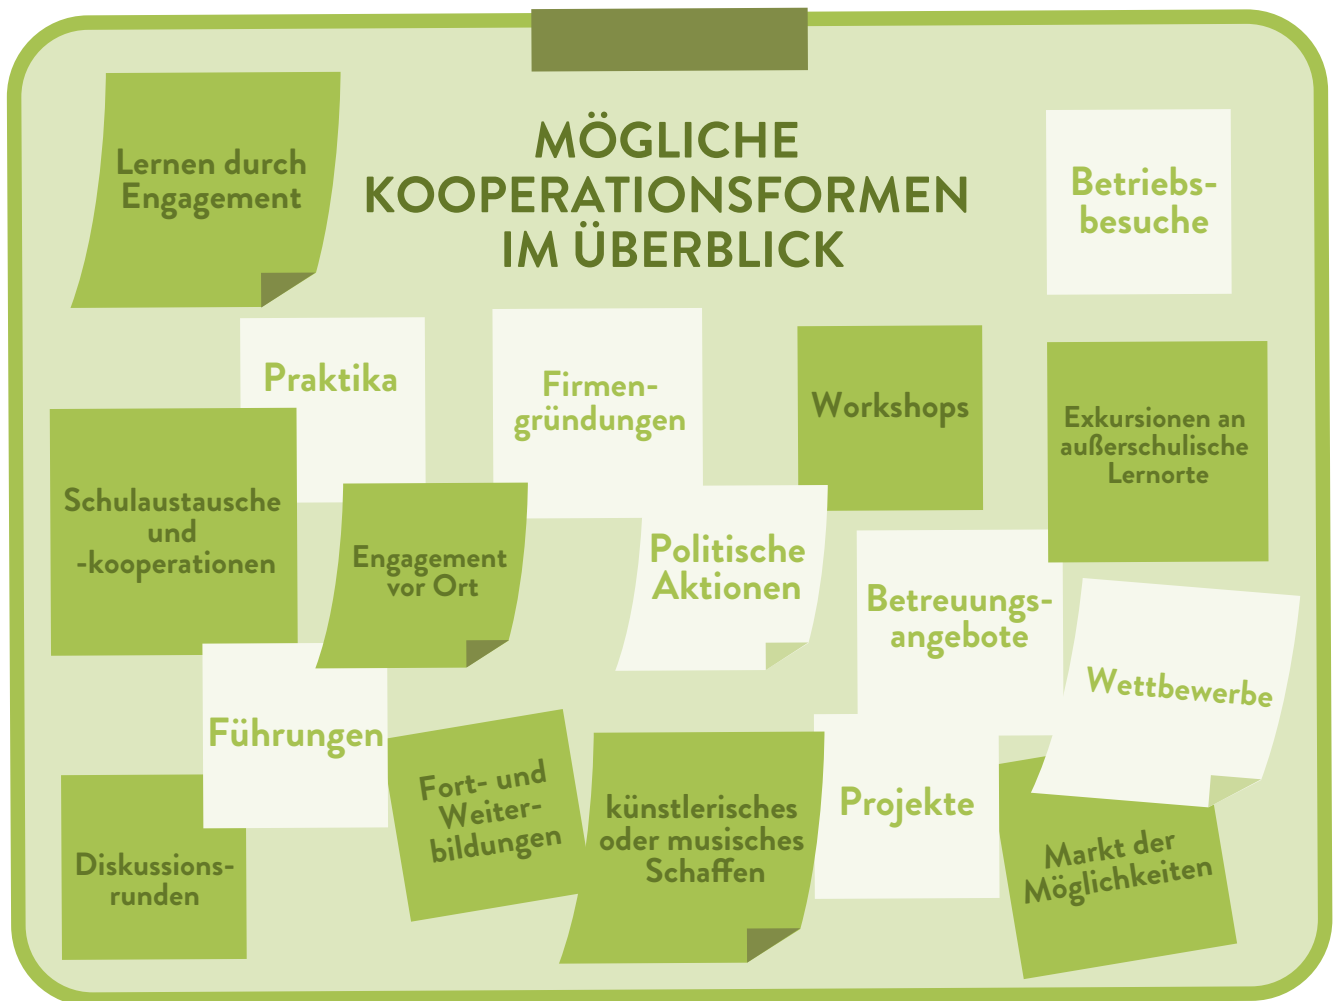 MÖGLICHE
KOOPERATIONSFORMEN
IM ÜBERBLICK
Lernen durch
Engagement
Betriebs-
besuche
Praktika
Firmen-
gründungen
Workshops
Exkursionen an
außerschulische
Lernorte
Schulaustausche
und
-kooperationen
Engagement
vor Ort
Politische
Aktionen
Betreuungs-
angebote
Wettbewerbe
Führungen
Fort- und
Weiter-
bildungen
künstlerisches
oder musisches
Schaffen
Projekte
Markt der
Möglichkeiten
Diskussions-
runden